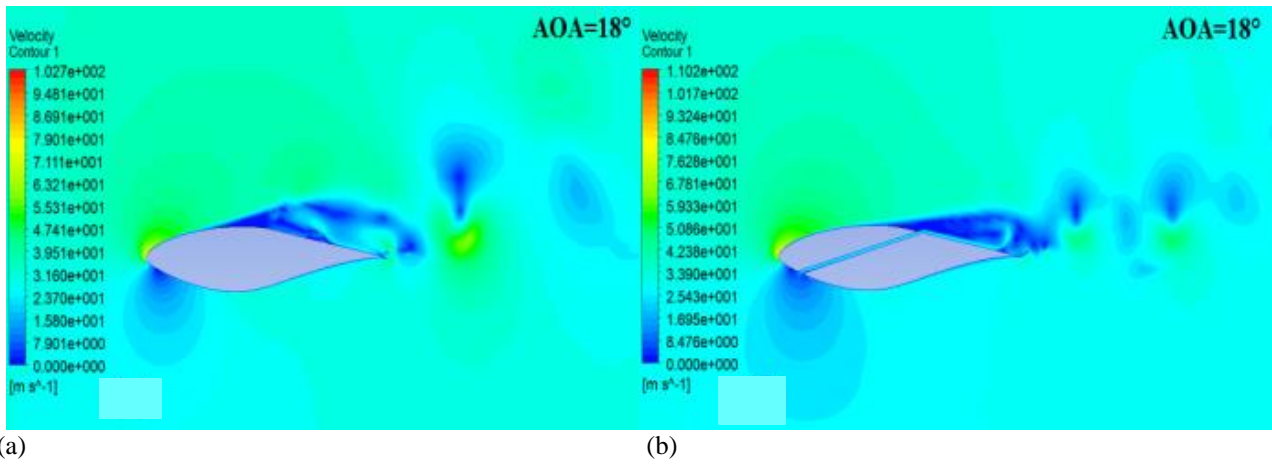 AOA=18°
Velocity
Contour 1
1.027e+002
9.481e+001
8.691e+001
7.901e+001
7.111e+001
6.321e+001
5.531e+001
4.741e+001
3.951e+001
3.160e+001
2.370e+001
1.580e+001
7.901e+000
0.000e+000
[m s^-1]
(a)
AOA=18°
Velocity
Contour 1
1.102e+002
1.017e+002
9.324e+001
8.476e+001
7.628e+001
6.781e+001
5.933e+001
5.086e+001
4.238e+001
3.390e+001
2.543e+001
1.695e+001
8.476e+000
0.000e+000
[m s^-1]
(b)